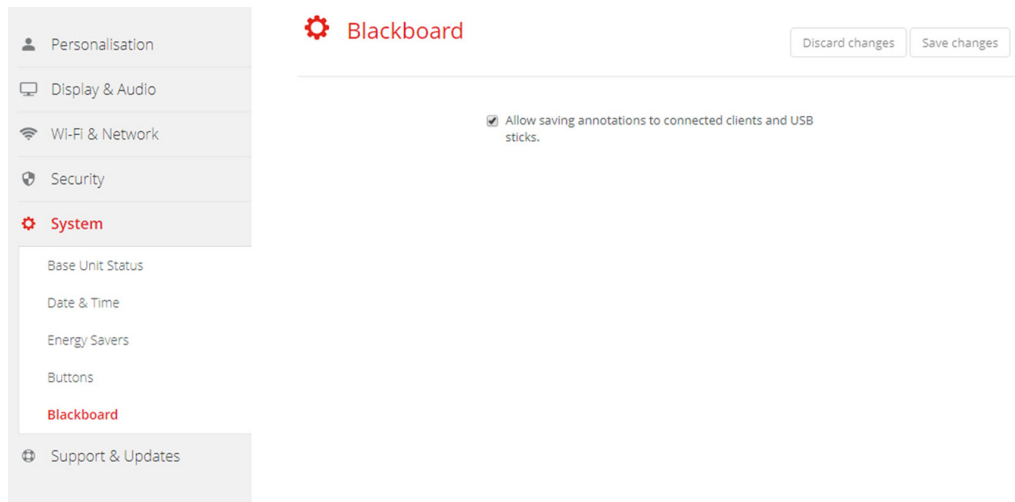 Personalisation
Display & Audio
Wi-Fi & Network
Security
System
Base Unit Status
Date & Time
Energy Savers
Buttons
Blackboard
Support & Updates
Blackboard
Discard changes
Save changes
Allow saving annotations to connected clients and USB
sticks.